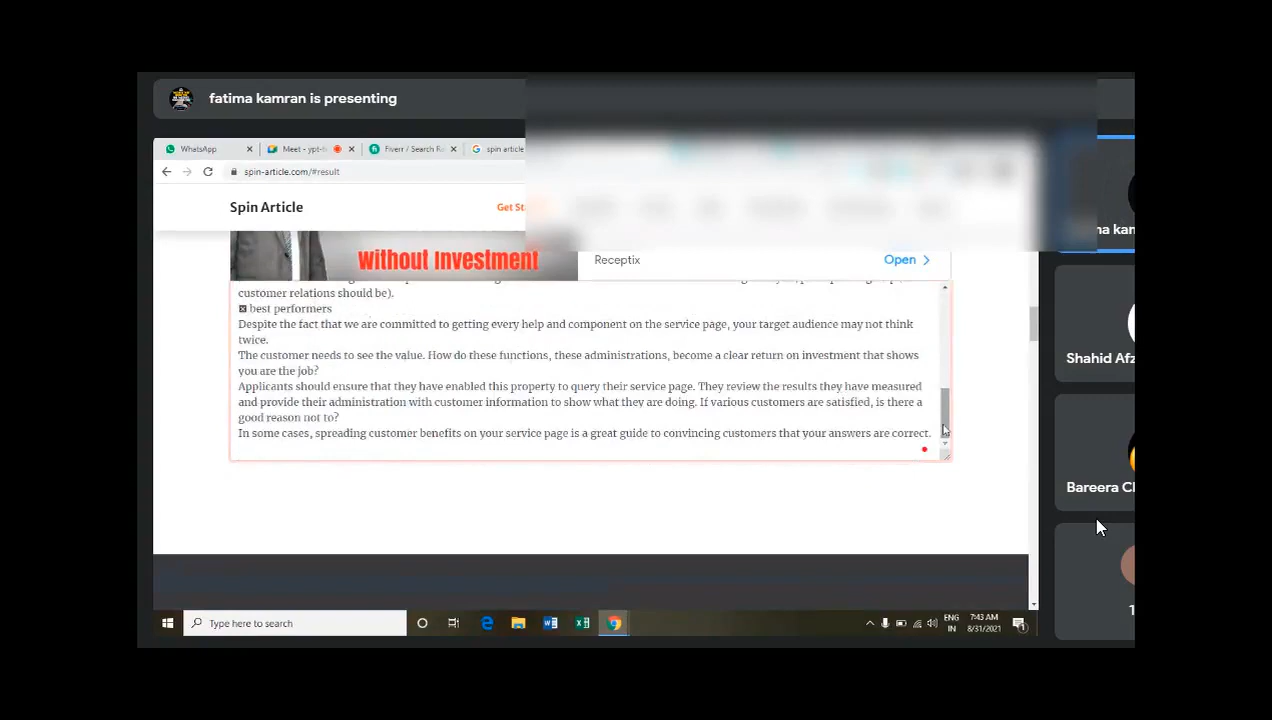 fatima kamran is presenting
WhatsApp
Meet - ypt-
Fiverr / Search R
spin article
spin-article.com/#result
Spin Article
Get St
Without Investment
Receptix
Open
customer relations should be).
best performers
Despite the fact that we are committed to getting every help and component on the service page, your target audience may not think
twice.
The customer needs to see the value. How do these functions, these administrations, become a clear return on investment that shows
you are the job?
Applicants should ensure that they have enabled this property to query their service page. They review the results they have measured
and provide their administration with customer information to show what they are doing. If various customers are satisfied, is there a
good reason not to?
In some cases, spreading customer benefits on your service page is a great guide to convincing customers that your answers are correct.
ma kam
Shahid Afz
Bareera Ch
1
Type here to search
ENG
IN
7:43 AM
8/31/2021